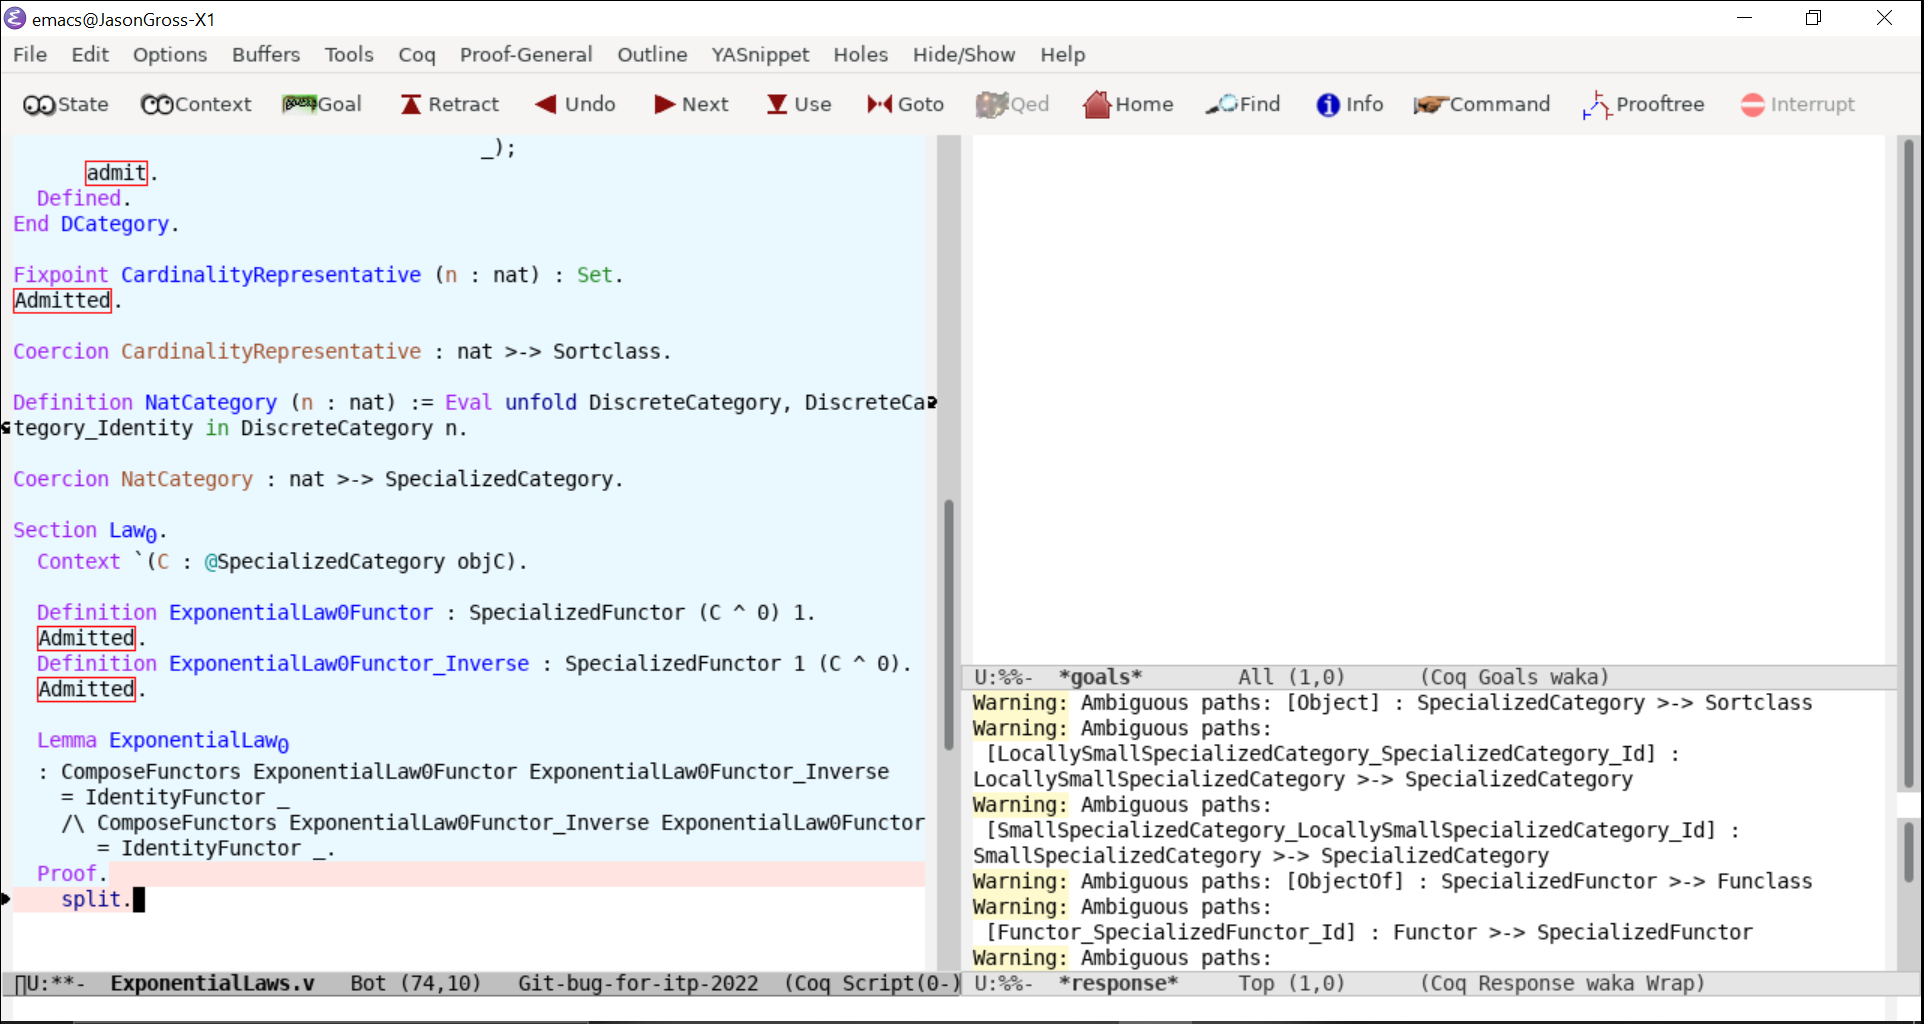 emacs@JasonGross-X1
File Edit Options Buffers Tools Coq Proof-General Outline YASnippet Holes Hide/Show Help
State Context Goal Retract Undo Next Use Goto Qed Home Find Info Command Prooftree Interrupt
_);
admit.
Defined.
End DCategory.
Fixpoint CardinalityRepresentative (n : nat) : Set.
Admitted.
Coercion CardinalityRepresentative : nat >-> Sortclass.
Definition NatCategory (n : nat) := Eval unfold DiscreteCategory, DiscreteCa
tegory_Identity in DiscreteCategory n.
Coercion NatCategory : nat >-> SpecializedCategory.
Section Law0.
Context `(C : @SpecializedCategory objC).
Definition ExponentialLaw0Functor : SpecializedFunctor (C ^ 0) 1.
Admitted.
Definition ExponentialLaw0Functor_Inverse : SpecializedFunctor 1 (C ^ 0).
Admitted.
Lemma ExponentialLaw0
: ComposeFunctors ExponentialLaw0Functor ExponentialLaw0Functor_Inverse
= IdentityFunctor _
/\ ComposeFunctors ExponentialLaw0Functor_Inverse ExponentialLaw0Functor
= IdentityFunctor _.
Proof.
split.
U:**- ExponentialLaws.v Bot (74,10) Git-bug-for-itp-2022 (Coq Script(0-)
U:%%- *goals* All (1,0) (Coq Goals waka)
Warning: Ambiguous paths: [Object] : SpecializedCategory >-> Sortclass
Warning: Ambiguous paths:
[LocallySmallSpecializedCategory_SpecializedCategory_Id] :
LocallySmallSpecializedCategory >-> SpecializedCategory
Warning: Ambiguous paths:
[SmallSpecializedCategory_LocallySmallSpecializedCategory_Id] :
SmallSpecializedCategory >-> SpecializedCategory
Warning: Ambiguous paths: [ObjectOf] : SpecializedFunctor >-> Funclass
Warning: Ambiguous paths:
[Functor_SpecializedFunctor_Id] : Functor >-> SpecializedFunctor
Warning: Ambiguous paths:
U:%%- *response* Top (1,0) (Coq Response waka Wrap)